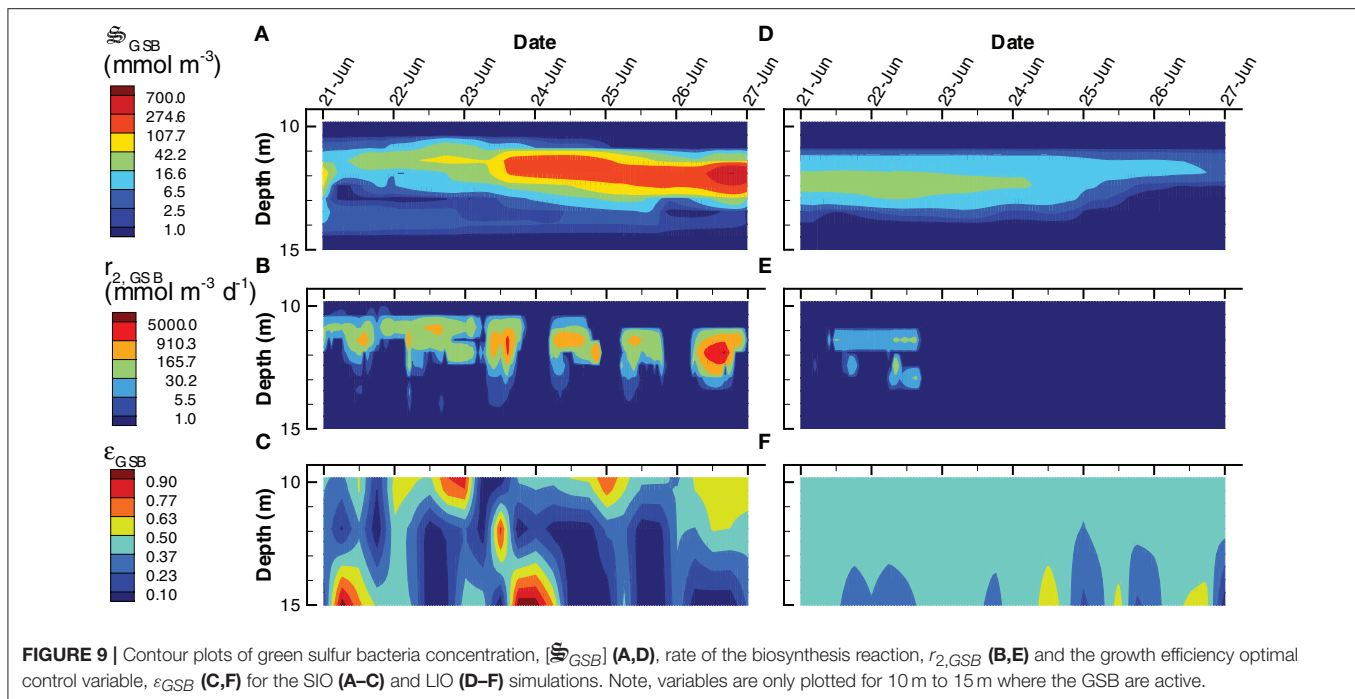 A
Date
21-Jun
22-Jun
23-Jun
24-Jun
25-Jun
26-Jun
27-Jun
D
Date
21-Jun
22-Jun
23-Jun
24-Jun
25-Jun
26-Jun
27-Jun
𝕊 GSB
(mmol m⁻³)
700.0
274.6
107.7
42.2
16.6
6.5
2.5
1.0
10
Depth (m)
15
r2, GSB
(mmol m⁻³ d⁻¹)
5000.0
910.3
165.7
30.2
5.5
1.0
B
10
Depth (m)
15
E
10
15
εGSB
0.90
0.77
0.63
0.50
0.37
0.23
0.10
C
10
Depth (m)
15
F
FIGURE 9 | Contour plots of green sulfur bacteria concentration, [𝕊GSB] (A,D), rate of the biosynthesis reaction, r2,GSB (B,E) and the growth efficiency optimal
control variable, εGSB (C,F) for the SIO (A–C) and LIO (D–F) simulations. Note, variables are only plotted for 10 m to 15 m where the GSB are active.